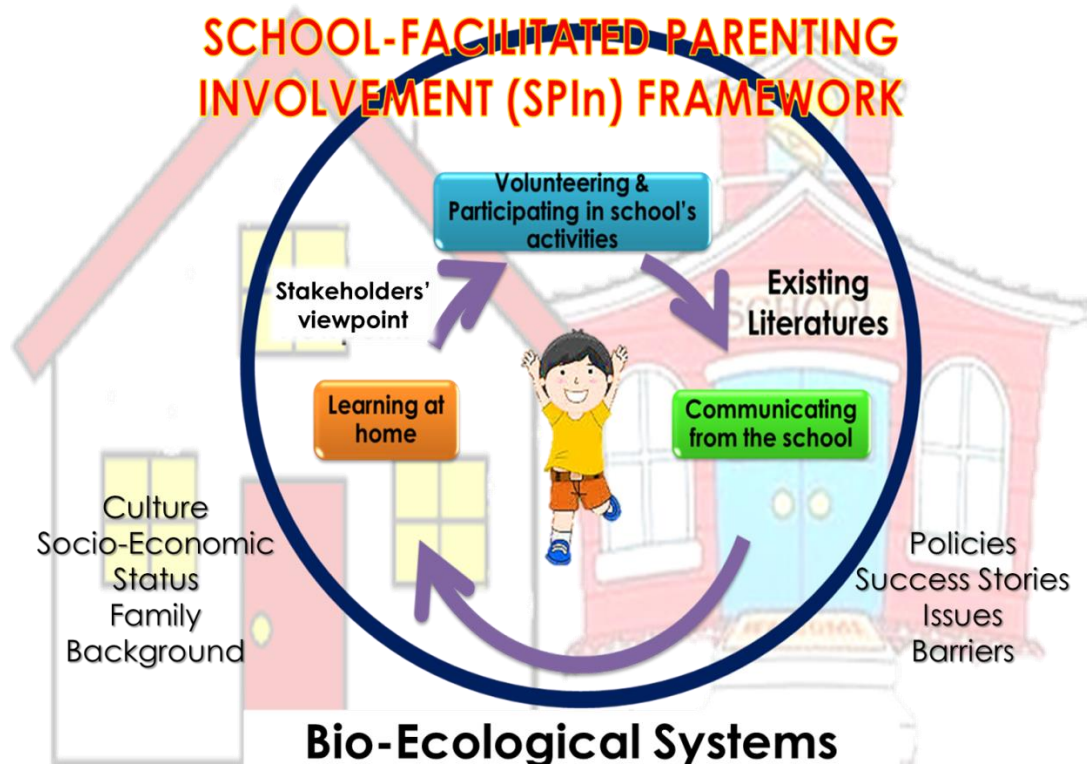 SCHOOL-FACILITATED PARENTING
INVOLVEMENT (SPIn) FRAMEWORK
Volunteering &
Participating in school's
activities
Stakeholders'
viewpoint
Existing
Literatures
SCHOOL
Learning at
home
Communicating
from the school
Culture
Socio-Economic
Status
Family
Background
Policies
Success Stories
Issues
Barriers
Bio-Ecological Systems